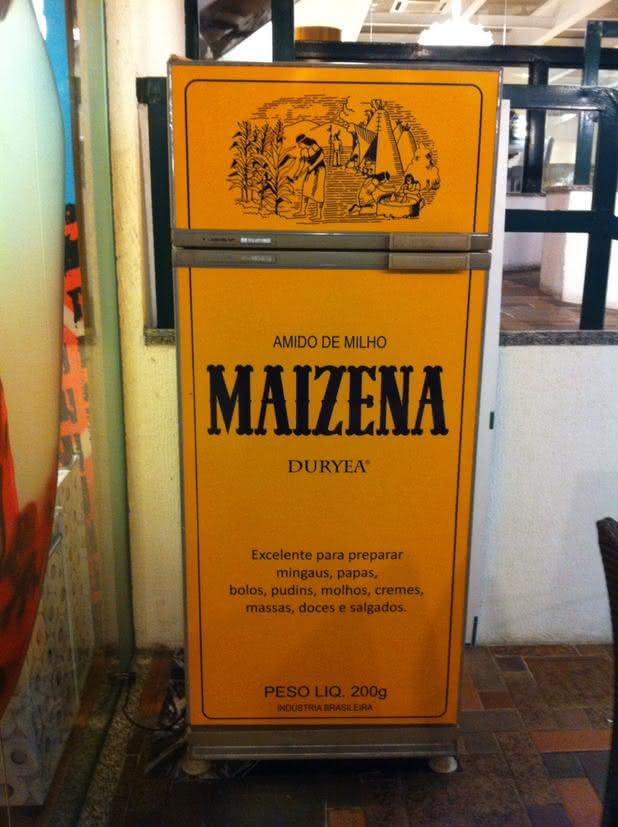 AMIDO DE MILHO
MAIZENA
DURYEA®
Excelente para preparar
mingaus, papas,
bolos, pudins, molhos, cremes,
massas, doces e salgados.
PESO LIQ. 200g
INDÚSTRIA BRASILEIRA